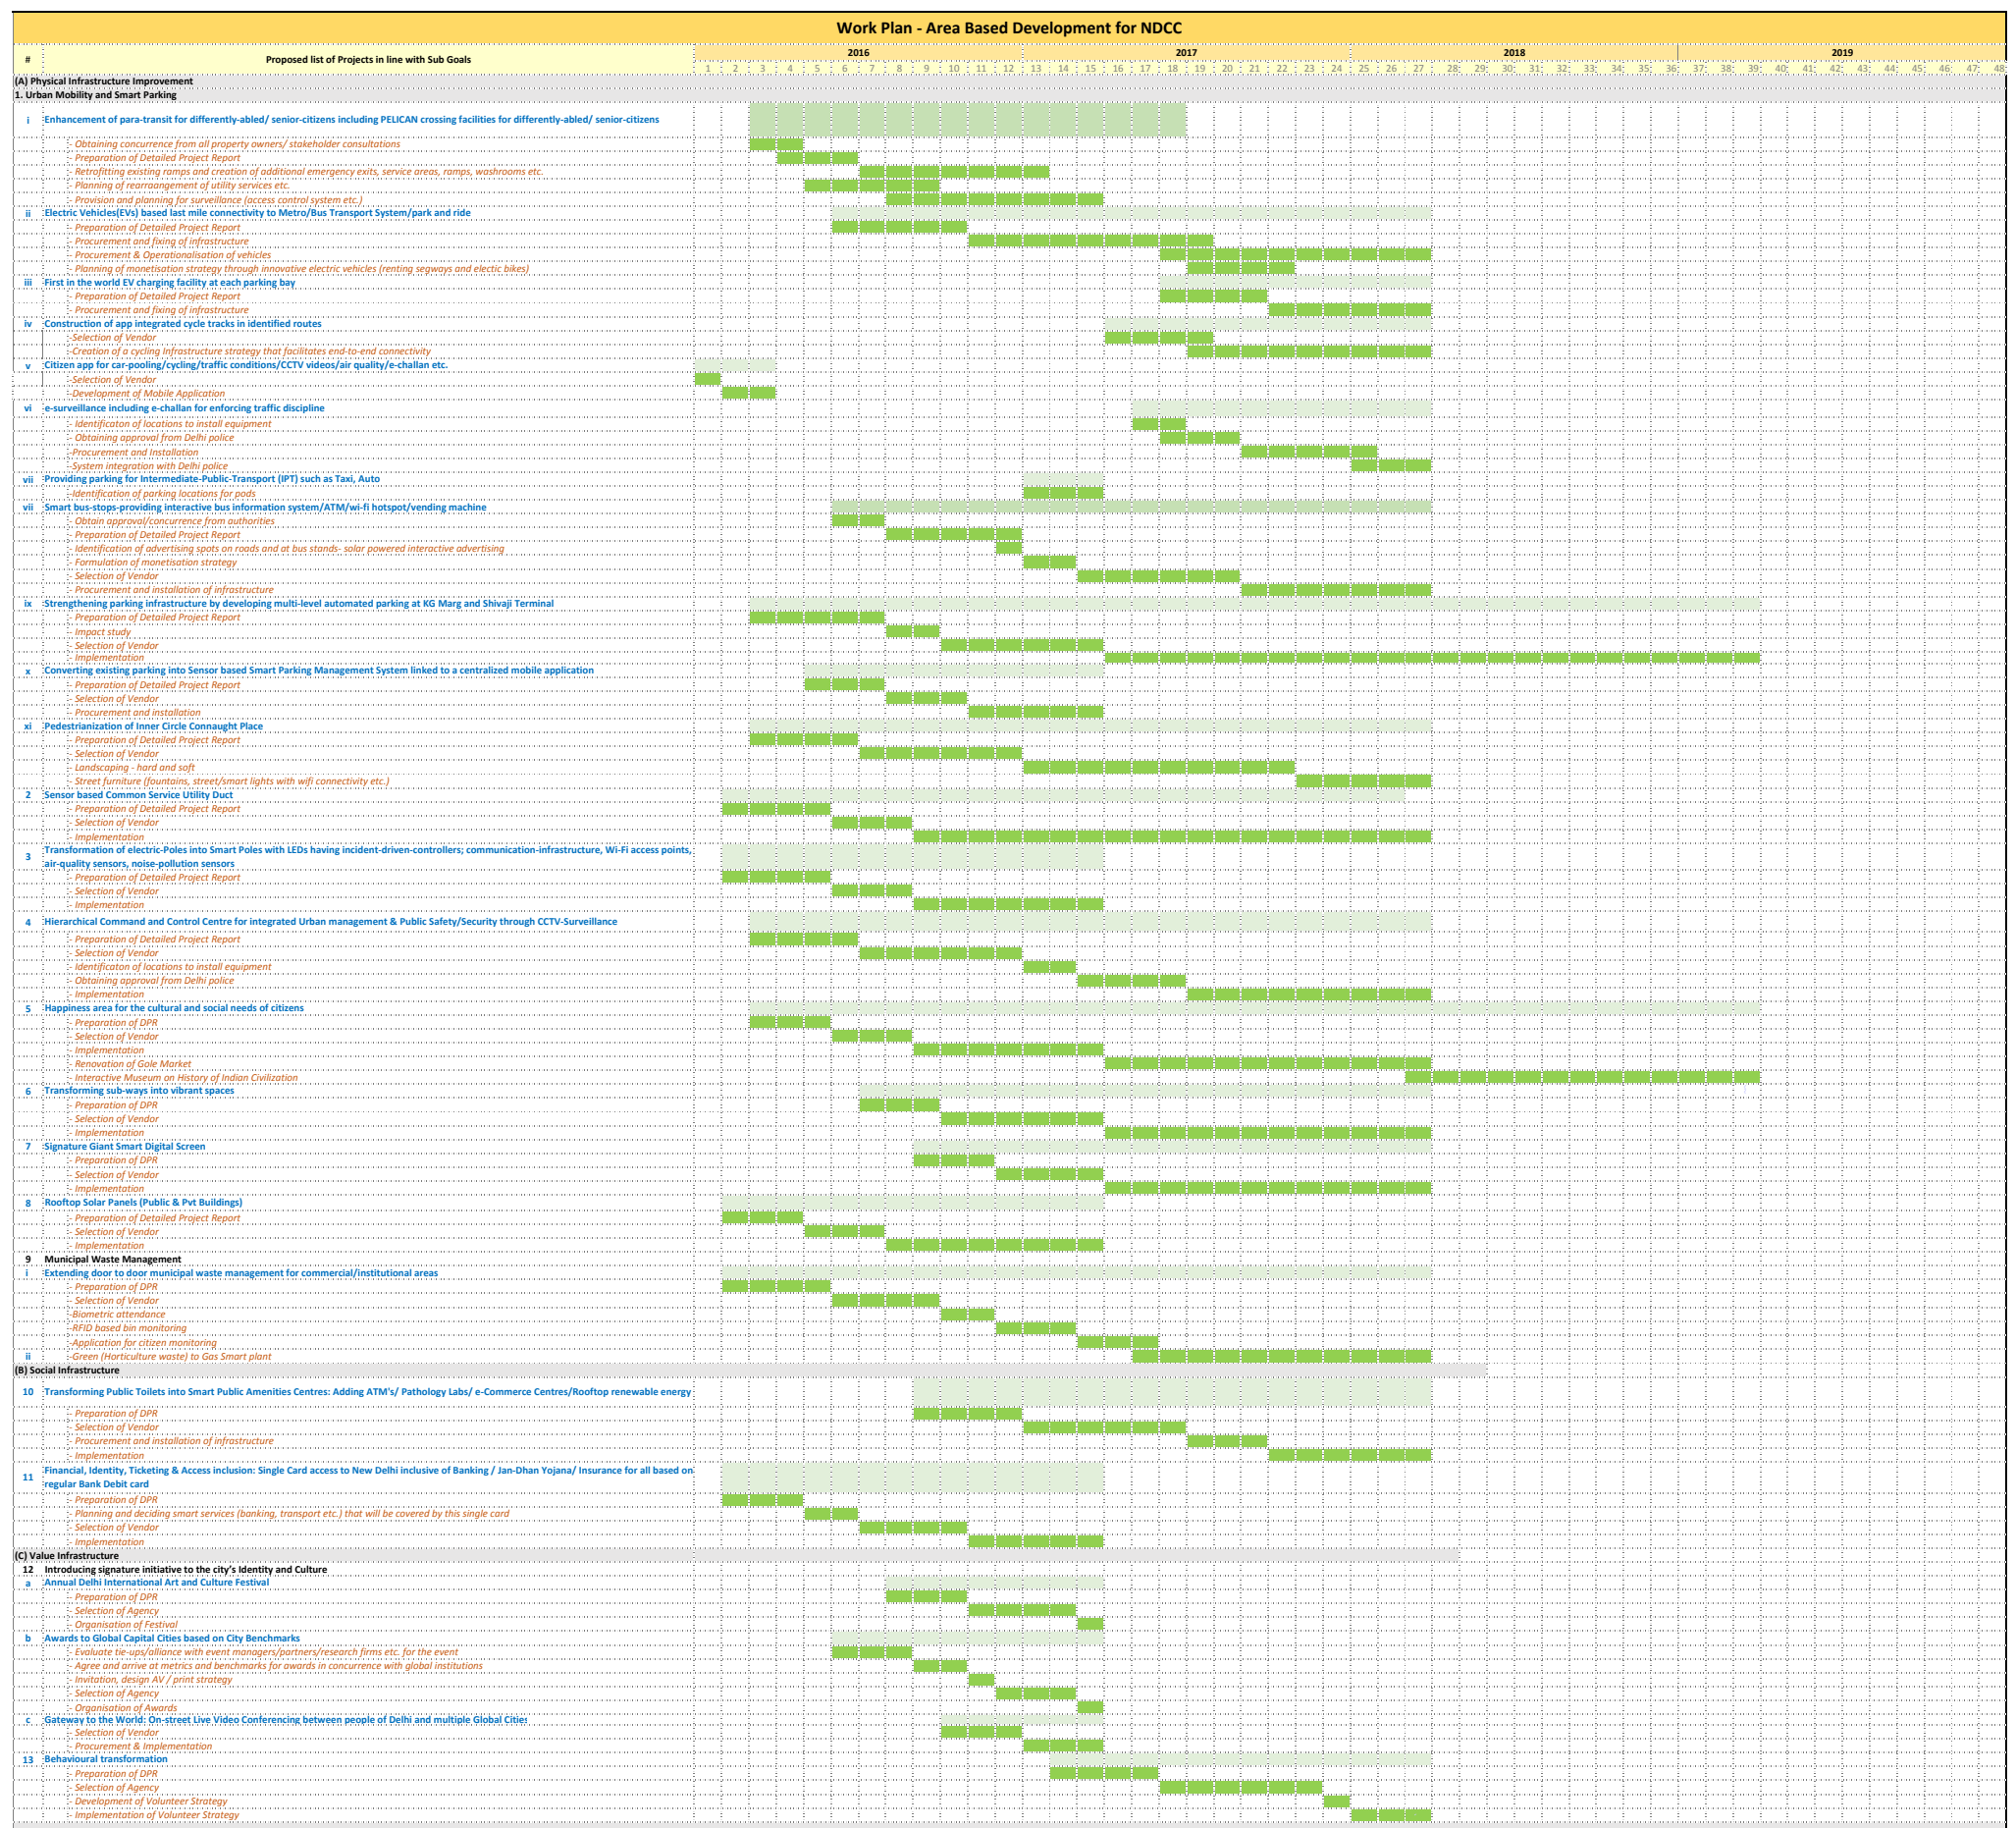 Work Plan - Area Based Development for NDCC
# Proposed list of Projects in line with Sub Goals 2016 2017 2018 2019
1 2 3 4 5 6 7 8 9 10 11 12 13 14 15 16 17 18 19 20 21 22 23 24 25 26 27 28 29 30 31 32 33 34 35 36 37 38 39 40 41 42 43 44 45 46 47 48
(A) Physical Infrastructure Improvement
1. Urban Mobility and Smart Parking
i Enhancement of para-transit for differently-abled/ senior-citizens including PELICAN crossing facilities for differently-abled/ senior-citizens
- Obtaining concurrence from all property owners/ stakeholder consultations
- Preparation of Detailed Project Report
- Retrofitting existing ramps and creation of additional emergency exits, service areas, ramps, washrooms etc.
- Planning of rearraangement of utility services etc.
- Provision and planning for surveillance (access control system etc.)
ii Electric Vehicles(EVs) based last mile connectivity to Metro/Bus Transport System/park and ride
- Preparation of Detailed Project Report
- Procurement and fixing of infrastructure
- Procurement & Operationalisation of vehicles
- Planning of monetisation strategy through innovative electric vehicles (renting segways and electic bikes)
iii First in the world EV charging facility at each parking bay
- Preparation of Detailed Project Report
- Procurement and fixing of infrastructure
iv Construction of app integrated cycle tracks in identified routes
-Selection of Vendor
-Creation of a cycling Infrastructure strategy that facilitates end-to-end connectivity
v Citizen app for car-pooling/cycling/traffic conditions/CCTV videos/air quality/e-challan etc.
-Selection of Vendor
-Development of Mobile Application
vi e-surveillance including e-challan for enforcing traffic discipline
- Identificaton of locations to install equipment
- Obtaining approval from Delhi police
-Procurement and Installation
-System integration with Delhi police
vii Providing parking for Intermediate-Public-Transport (IPT) such as Taxi, Auto
-Identification of parking locations for pods
vii Smart bus-stops-providing interactive bus information system/ATM/wi-fi hotspot/vending machine
- Obtain approval/concurrence from authorities
- Preparation of Detailed Project Report
- Identification of advertising spots on roads and at bus stands- solar powered interactive advertising
- Formulation of monetisation strategy
- Selection of Vendor
- Procurement and installation of infrastructure
ix Strengthening parking infrastructure by developing multi-level automated parking at KG Marg and Shivaji Terminal
- Preparation of Detailed Project Report
- Impact study
- Selection of Vendor
- Implementation
x Converting existing parking into Sensor based Smart Parking Management System linked to a centralized mobile application
- Preparation of Detailed Project Report
- Selection of Vendor
- Procurement and installation
xi Pedestrianization of Inner Circle Connaught Place
- Preparation of Detailed Project Report
- Selection of Vendor
- Landscaping - hard and soft
- Street furniture (fountains, street/smart lights with wifi connectivity etc.)
2 Sensor based Common Service Utility Duct
- Preparation of Detailed Project Report
- Selection of Vendor
- Implementation
3 Transformation of electric-Poles into Smart Poles with LEDs having incident-driven-controllers; communication-infrastructure, Wi-Fi access points,
air-quality sensors, noise-pollution sensors
- Preparation of Detailed Project Report
- Selection of Vendor
- Implementation
4 Hierarchical Command and Control Centre for integrated Urban management & Public Safety/Security through CCTV-Surveillance
- Preparation of Detailed Project Report
- Selection of Vendor
- Identificaton of locations to install equipment
- Obtaining approval from Delhi police
- Implementation
5 Happiness area for the cultural and social needs of citizens
- Preparation of DPR
- Selection of Vendor
- Implementation
- Renovation of Gole Market
- Interactive Museum on History of Indian Civilization
6 Transforming sub-ways into vibrant spaces
- Preparation of DPR
- Selection of Vendor
- Implementation
7 Signature Giant Smart Digital Screen
- Preparation of DPR
- Selection of Vendor
- Implementation
8 Rooftop Solar Panels (Public & Pvt Buildings)
- Preparation of Detailed Project Report
- Selection of Vendor
- Implementation
9 Municipal Waste Management
i Extending door to door municipal waste management for commercial/institutional areas
- Preparation of DPR
- Selection of Vendor
-Biometric attendance
-RFID based bin monitoring
-Application for citizen monitoring
ii -Green (Horticulture waste) to Gas Smart plant
(B) Social Infrastructure
10 Transforming Public Toilets into Smart Public Amenities Centres: Adding ATM's/ Pathology Labs/ e-Commerce Centres/Rooftop renewable energy
- Preparation of DPR
- Selection of Vendor
- Procurement and installation of infrastructure
- Implementation
11 Financial, Identity, Ticketing & Access inclusion: Single Card access to New Delhi inclusive of Banking / Jan-Dhan Yojana/ Insurance for all based on
regular Bank Debit card
- Preparation of DPR
- Planning and deciding smart services (banking, transport etc.) that will be covered by this single card
- Selection of Vendor
- Implementation
(C) Value Infrastructure
12 Introducing signature initiative to the city's Identity and Culture
a Annual Delhi International Art and Culture Festival
- Preparation of DPR
- Selection of Agency
- Organisation of Festival
b Awards to Global Capital Cities based on City Benchmarks
- Evaluate tie-ups/alliance with event managers/partners/research firms etc. for the event
- Agree and arrive at metrics and benchmarks for awards in concurrence with global institutions
- Invitation, design AV / print strategy
- Selection of Agency
- Organisation of Awards
c Gateway to the World: On-street Live Video Conferencing between people of Delhi and multiple Global Cities
- Selection of Vendor
- Procurement & Implementation
13 Behavioural transformation
- Preparation of DPR
- Selection of Agency
- Development of Volunteer Strategy
- Implementation of Volunteer Strategy